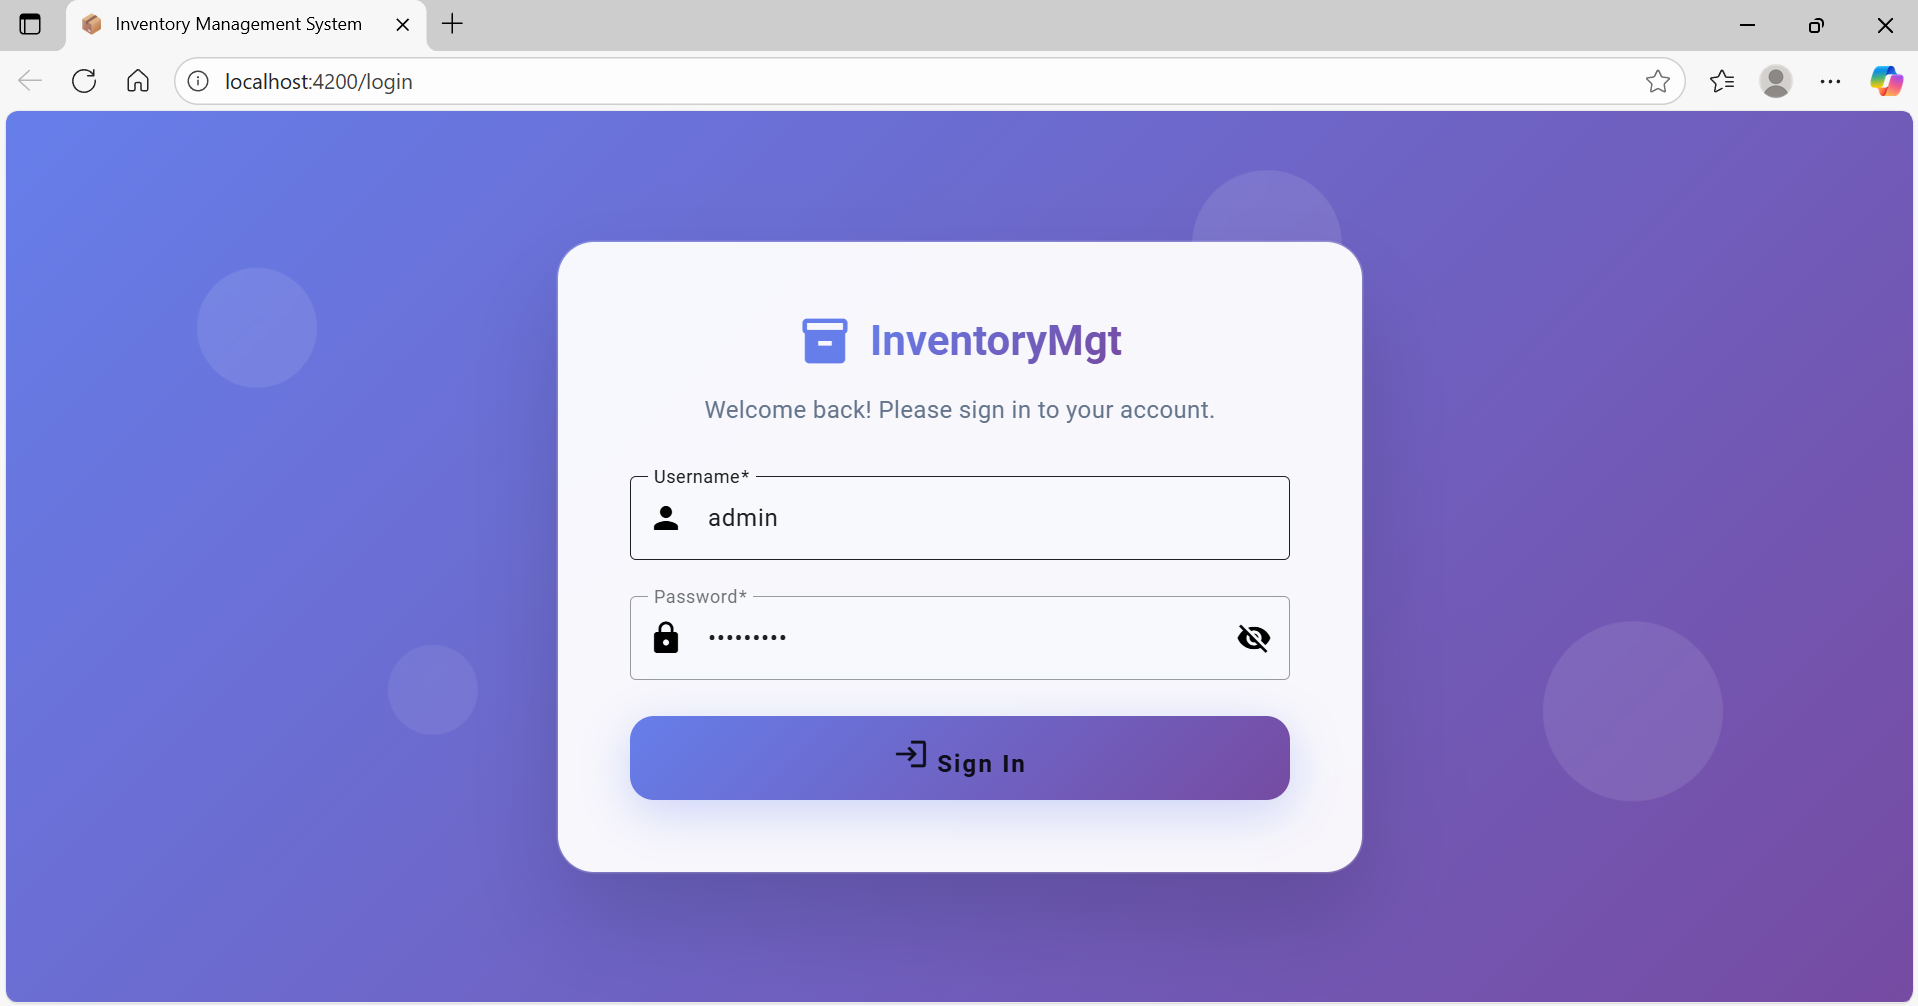 Inventory Management System
localhost:4200/login
InventoryMgt
Welcome back! Please sign in to your account.
Username*
admin
Password*
•••••••••
Sign In